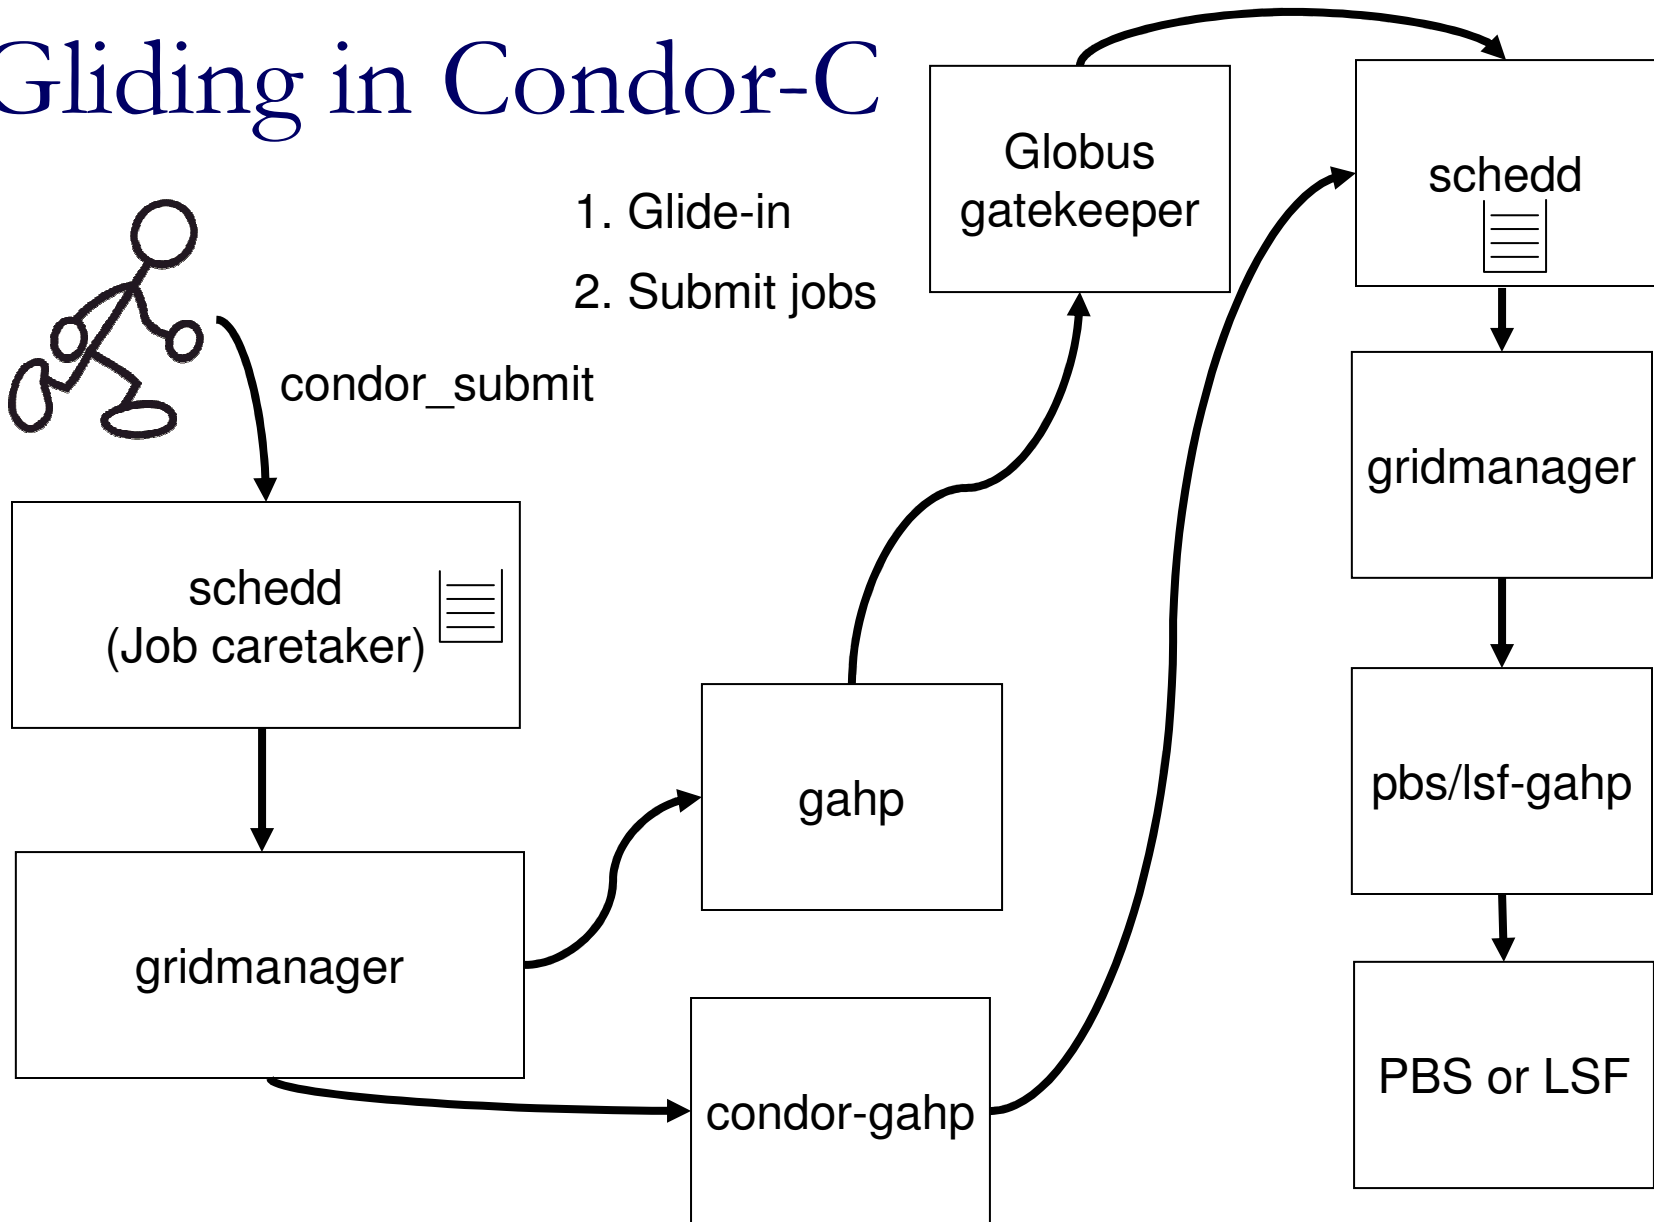 Gliding in Condor-C
1. Glide-in
2. Submit jobs
condor_submit
schedd
(Job caretaker)
gridmanager
gahp
condor-gahp
Globus
gatekeeper
schedd
gridmanager
pbs/lsf-gahp
PBS or LSF